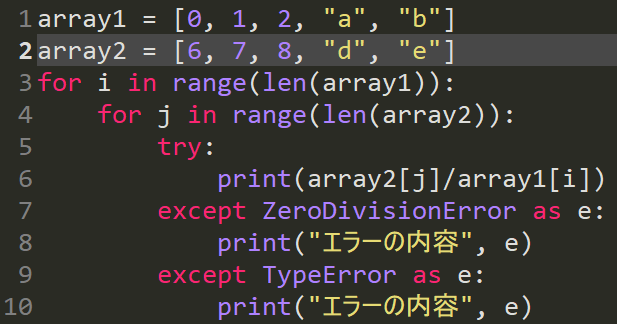 1 array1 = [0, 1, 2, "a", "b"]
2 array2 = [6, 7, 8, "d", "e"]
3 for i in range(len(array1)):
4     for j in range(len(array2)):
5         try:
6             print(array2[j]/array1[i])
7         except ZeroDivisionError as e:
8             print("エラーの内容", e)
9         except TypeError as e:
10             print("エラーの内容", e)